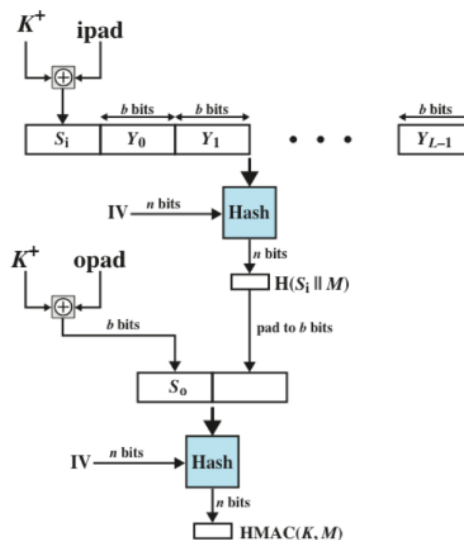 K+ ipad
b bits b bits b bits
Si Y0 Y1 • • • YL–1
IV n bits Hash
n bits
K+ opad
H(Si || M)
b bits
pad to b bits
So
IV n bits Hash
n bits
HMAC(K, M)